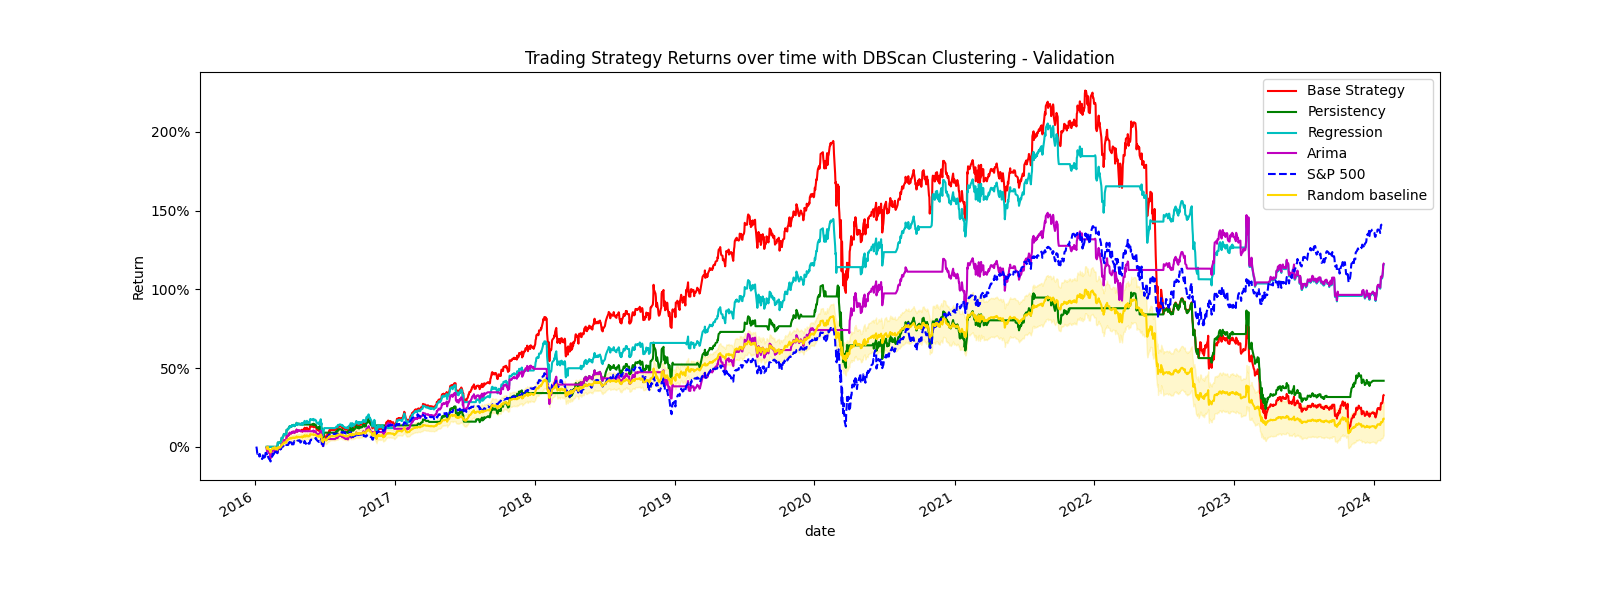 Trading Strategy Returns over time with DBScan Clustering - Validation
Base Strategy
Persistency
Regression
Arima
S&P 500
Random baseline
Return
200%
150%
100%
50%
0%
2016
2017
2018
2019
2020
2021
2022
2023
2024
date